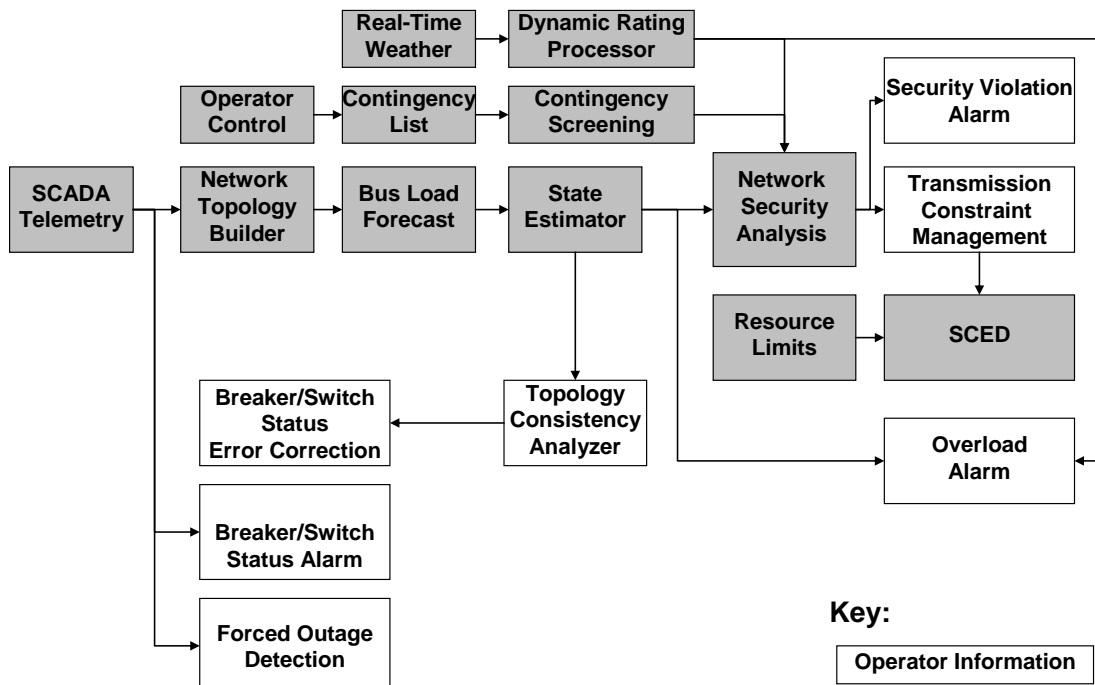 Real-Time
Weather
Dynamic Rating
Processor
Operator
Control
Contingency
List
Contingency
Screening
Security Violation
Alarm
SCADA
Telemetry
Network
Topology
Builder
Bus Load
Forecast
State
Estimator
Network
Security
Analysis
Transmission
Constraint
Management
Resource
Limits
SCED
Breaker/Switch
Status
Error Correction
Topology
Consistency
Analyzer
Overload
Alarm
Breaker/Switch
Status Alarm
Forced Outage
Detection
Key:
Operator Information